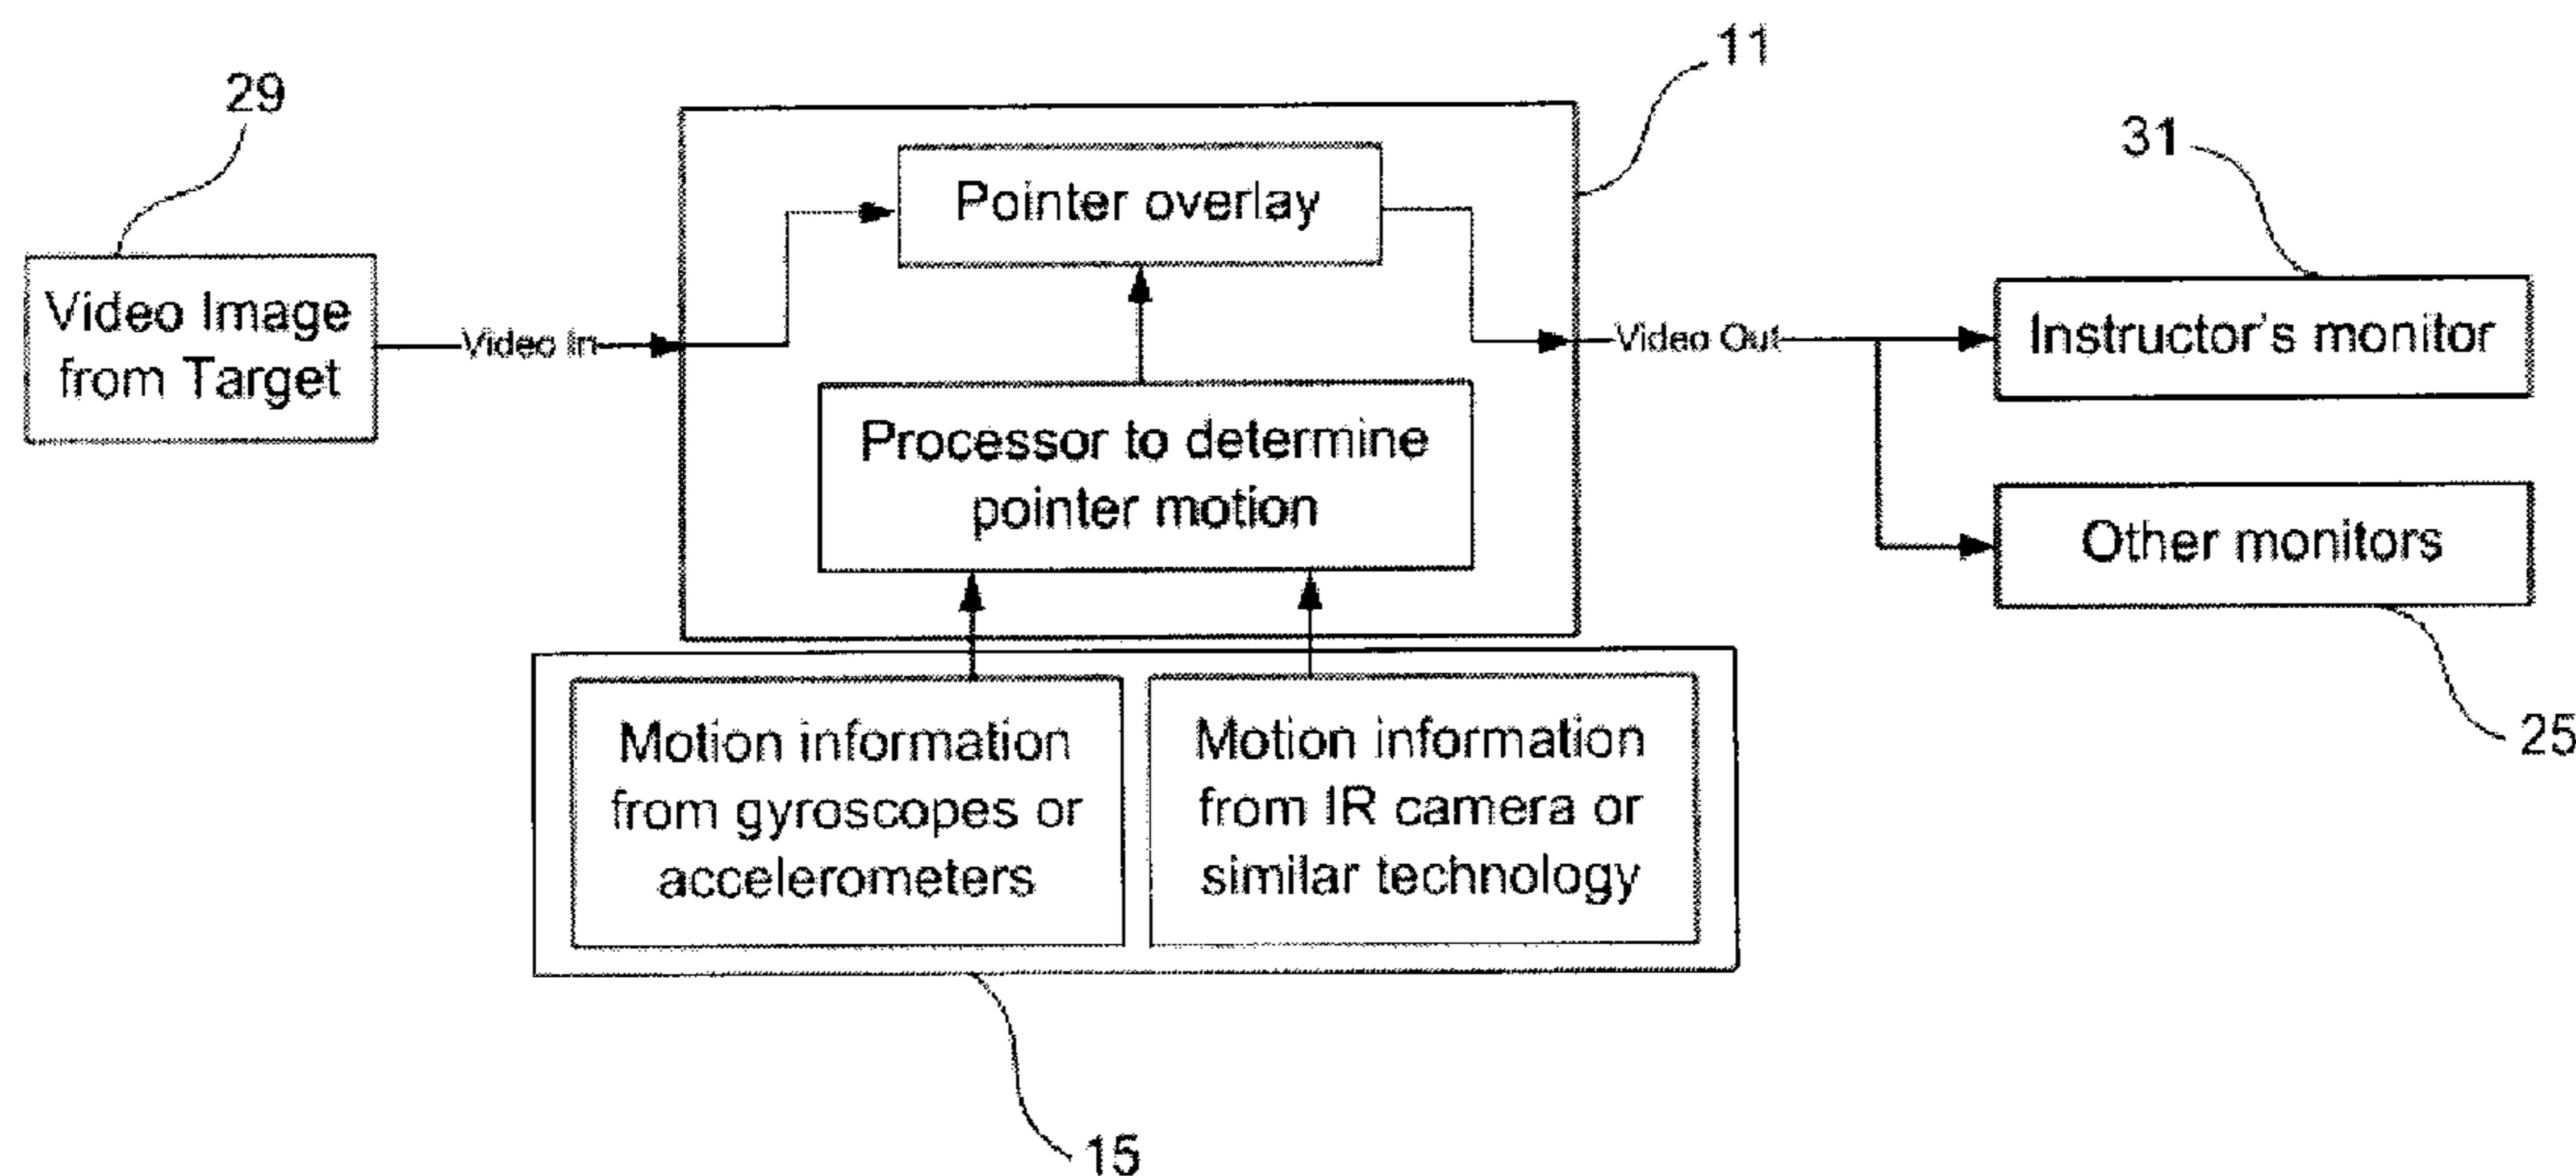 11
29
31
Pointer overlay
Video Image
from Target
Video In
Video Out
Instructor's monitor
Processor to determine
pointer motion
Other monitors
25
Motion information
from gyroscopes or
accelerometers
Motion information
from IR camera or
similar technology
15